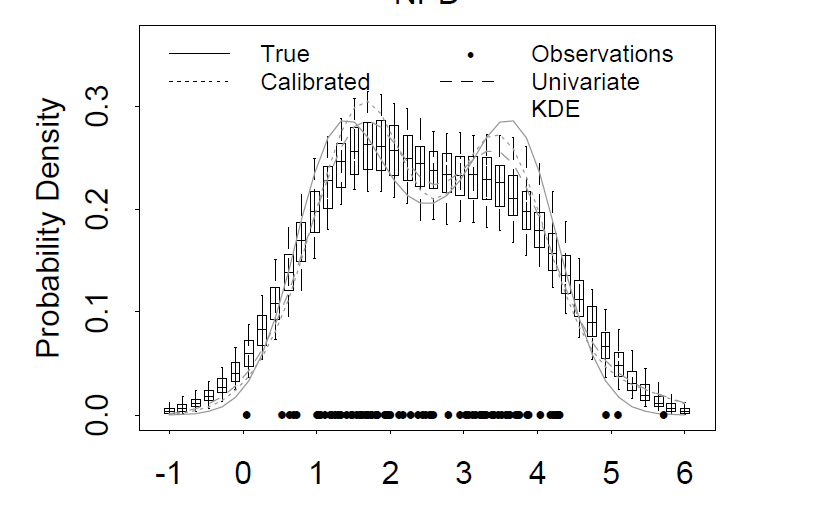 True
Observations
Calibrated
Univariate
KDE
Probability Density
0.3
0.2
0.1
0.0
-1 0 1 2 3 4 5 6